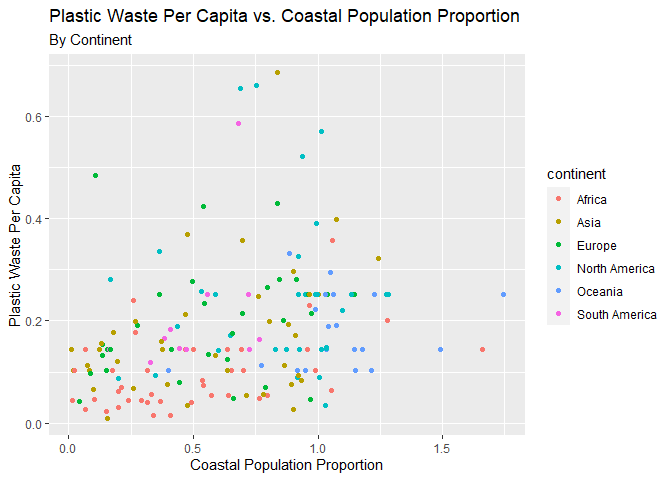 Plastic Waste Per Capita vs. Coastal Population Proportion
By Continent
Plastic Waste Per Capita
0.6
0.4
0.2
0.0
0.0 0.5 1.0 1.5
Coastal Population Proportion
continent
Africa
Asia
Europe
North America
Oceania
South America